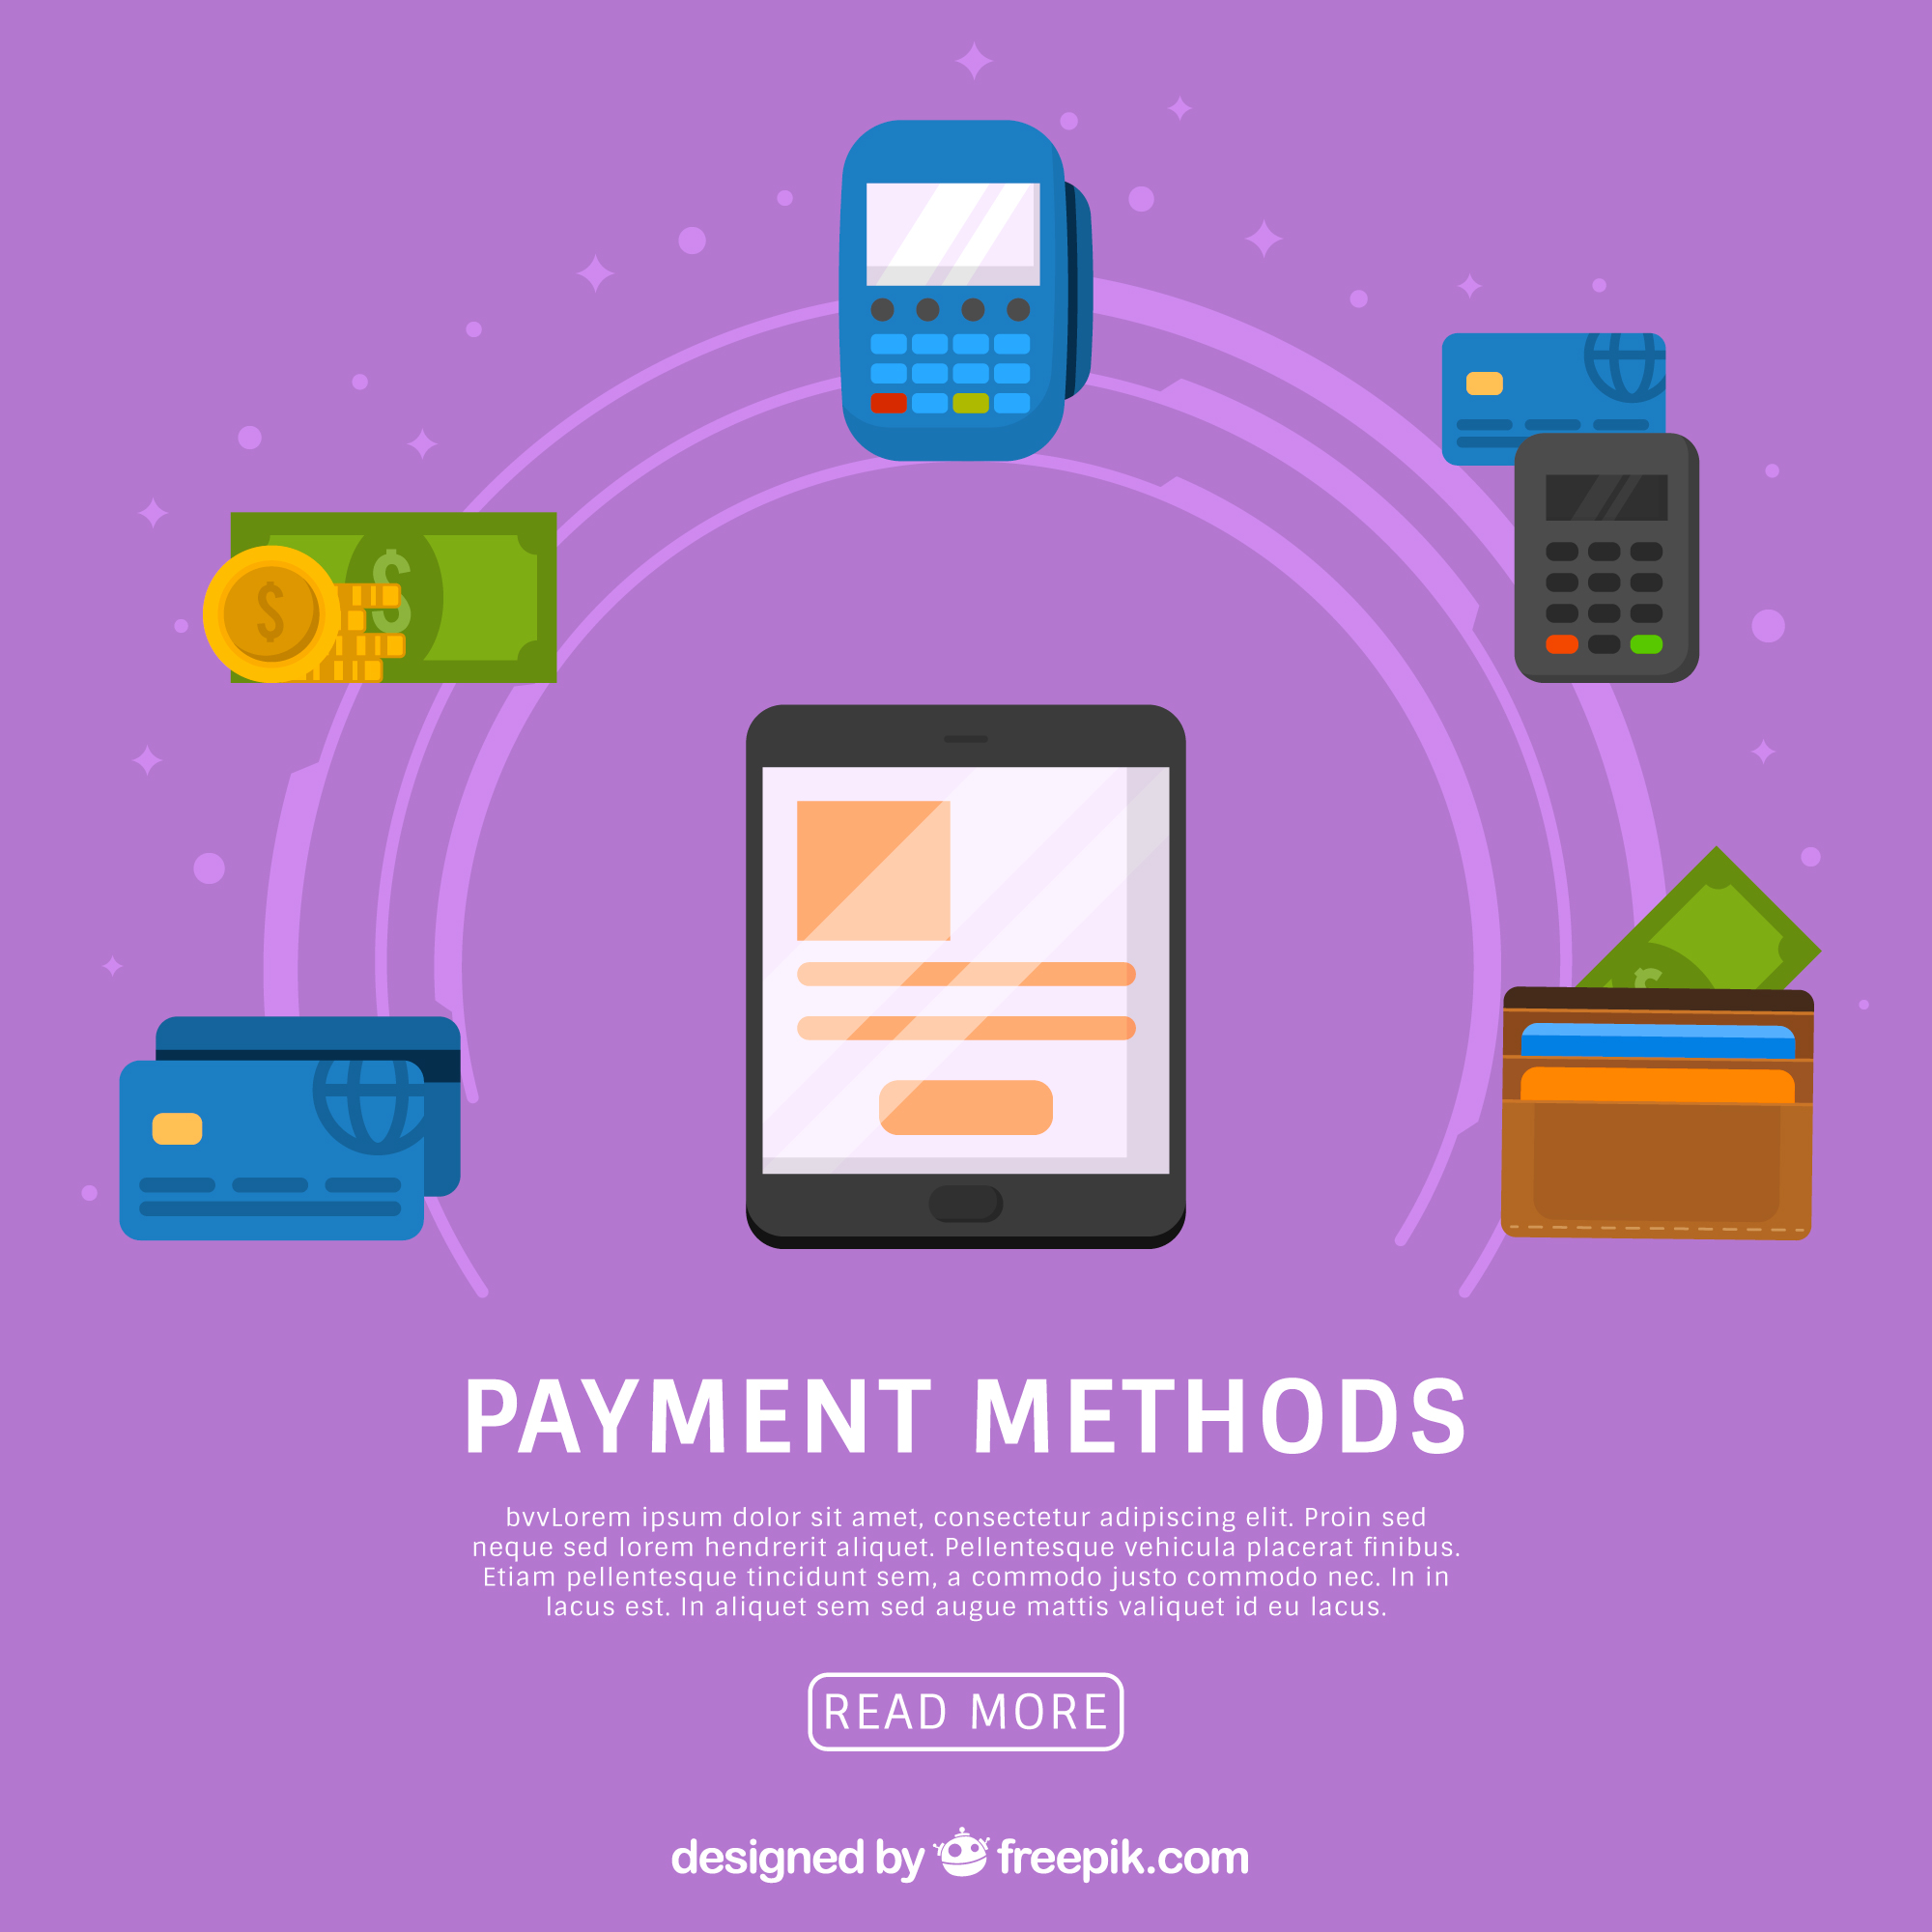 $
$
$
PAYMENT METHODS
bvvLorem ipsum dolor sit amet, consectetur adipiscing elit. Proin sed
neque sed lorem hendrerit aliquet. Pellentesque vehicula placerat finibus.
Etiam pellentesque tincidunt sem, a commodo justo commodo nec. In in
lacus est. In aliquet sem sed augue mattis valiquet id eu lacus.
READ MORE
designed by freepik.com